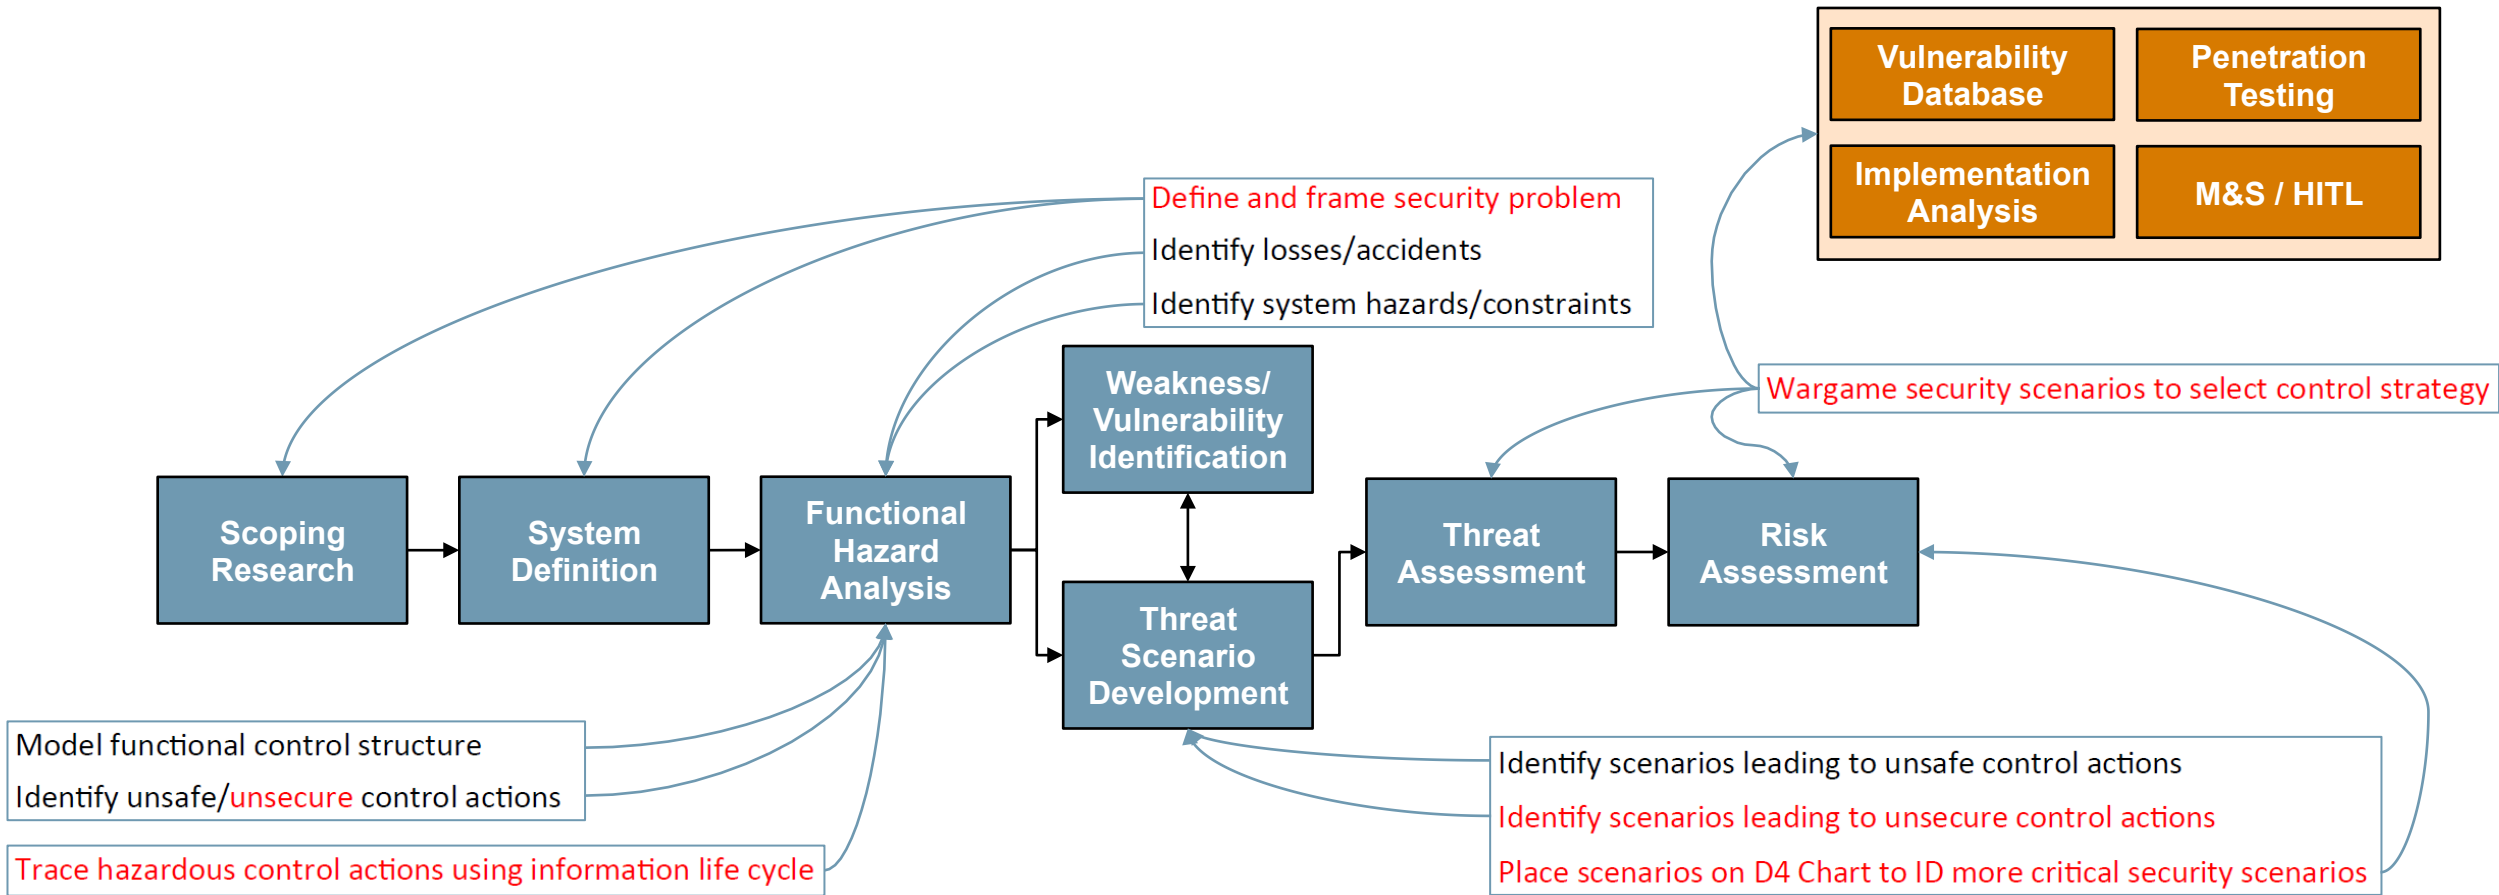 Vulnerability
Database
Penetration
Testing
Implementation
Analysis
M&S / HITL
Define and frame security problem
Identify losses/accidents
Identify system hazards/constraints
Weakness/
Vulnerability
Identification
Wargame security scenarios to select control strategy
Scoping
Research
System
Definition
Functional
Hazard
Analysis
Threat
Scenario
Development
Threat
Assessment
Risk
Assessment
Model functional control structure
Identify unsafe/unsecure control actions
Trace hazardous control actions using information life cycle
Identify scenarios leading to unsafe control actions
Identify scenarios leading to unsecure control actions
Place scenarios on D4 Chart to ID more critical security scenarios